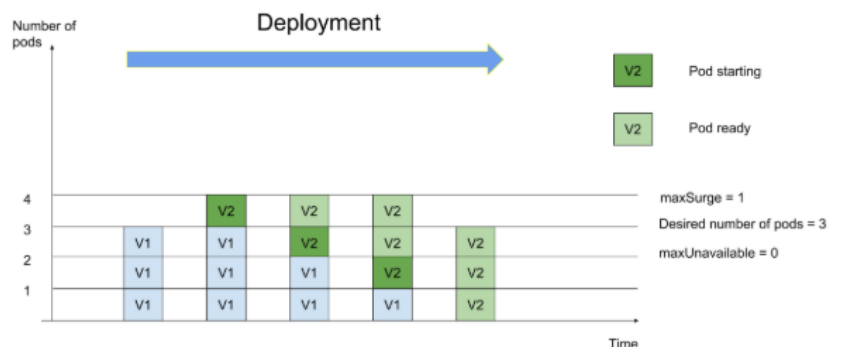 Deployment
Number of
pods
V2 Pod starting
V2 Pod ready
4
maxSurge = 1
V2 V2 V2
3
Desired number of pods = 3
V1 V1 V2 V2 V2
2
maxUnavailable = 0
V1 V1 V1 V2 V2
1
V1 V1 V1 V1 V2
Time